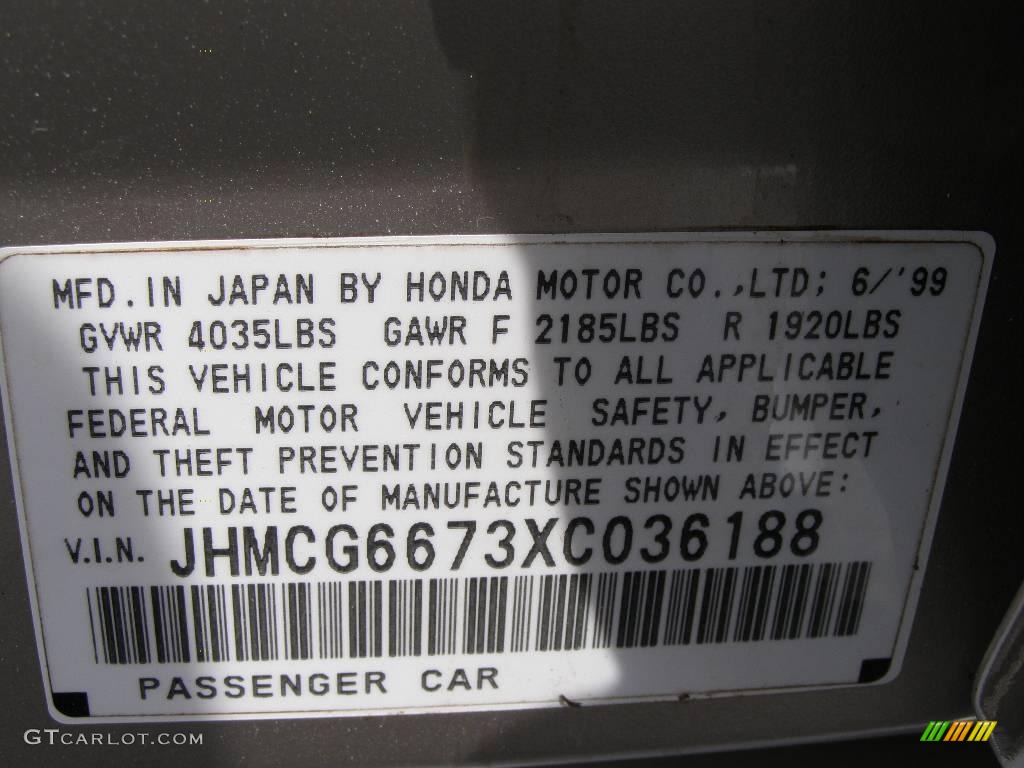 MFD. IN JAPAN BY HONDA MOTOR CO.,LTD; 6/'99
GVWR 4035LBS GAWR F 2185LBS R 1920LBS
THIS VEHICLE CONFORMS TO ALL APPLICABLE
FEDERAL MOTOR VEHICLE SAFETY, BUMPER,
AND THEFT PREVENTION STANDARDS IN EFFECT
ON THE DATE OF MANUFACTURE SHOWN ABOVE:
V.I.N. JHMCG6673XC036188
PASSENGER CAR
GTCARLOT.COM